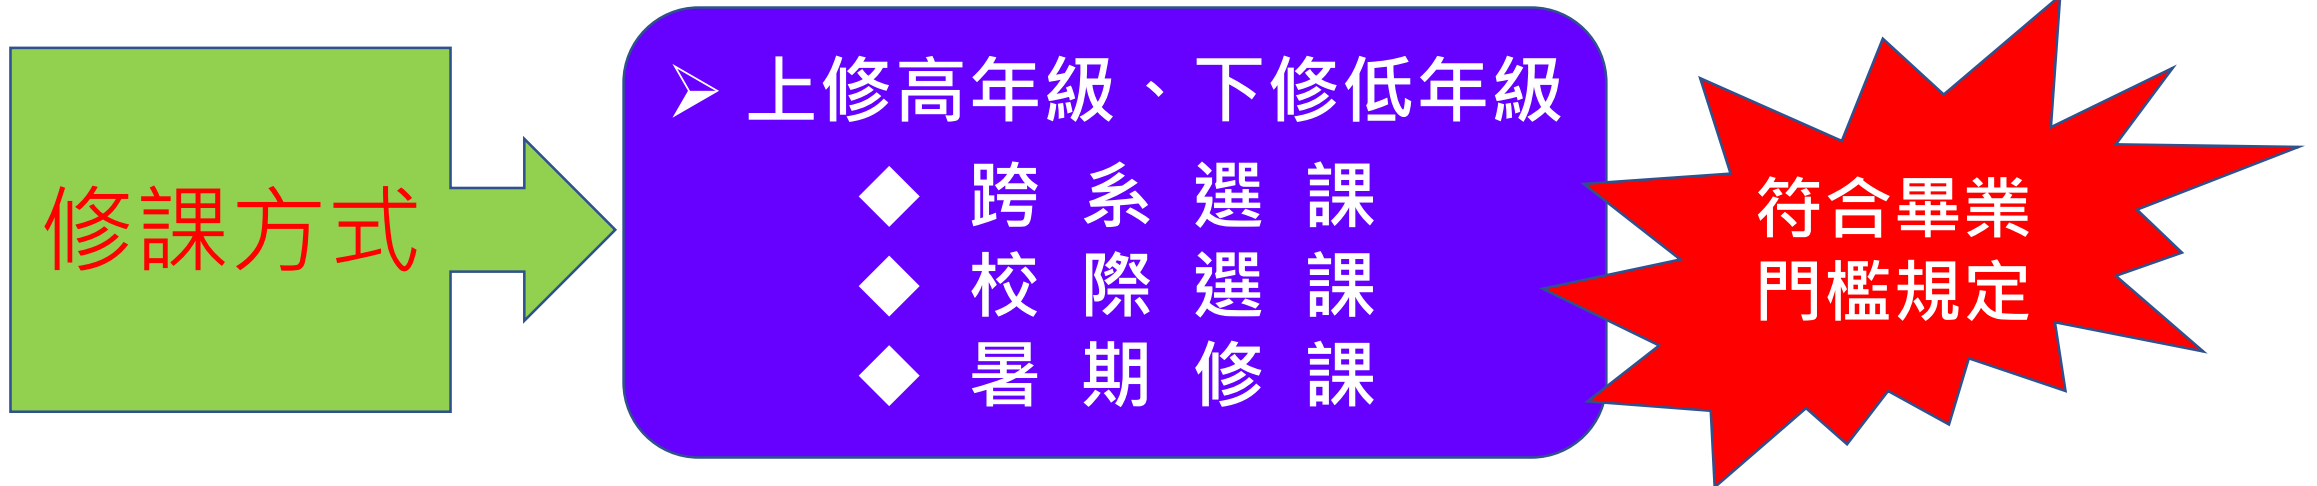 修課方式
➢ 上修高年級、下修低年級
◆ 跨系選課
◆ 校際選課
◆ 暑期修課
符合畢業
門檻規定